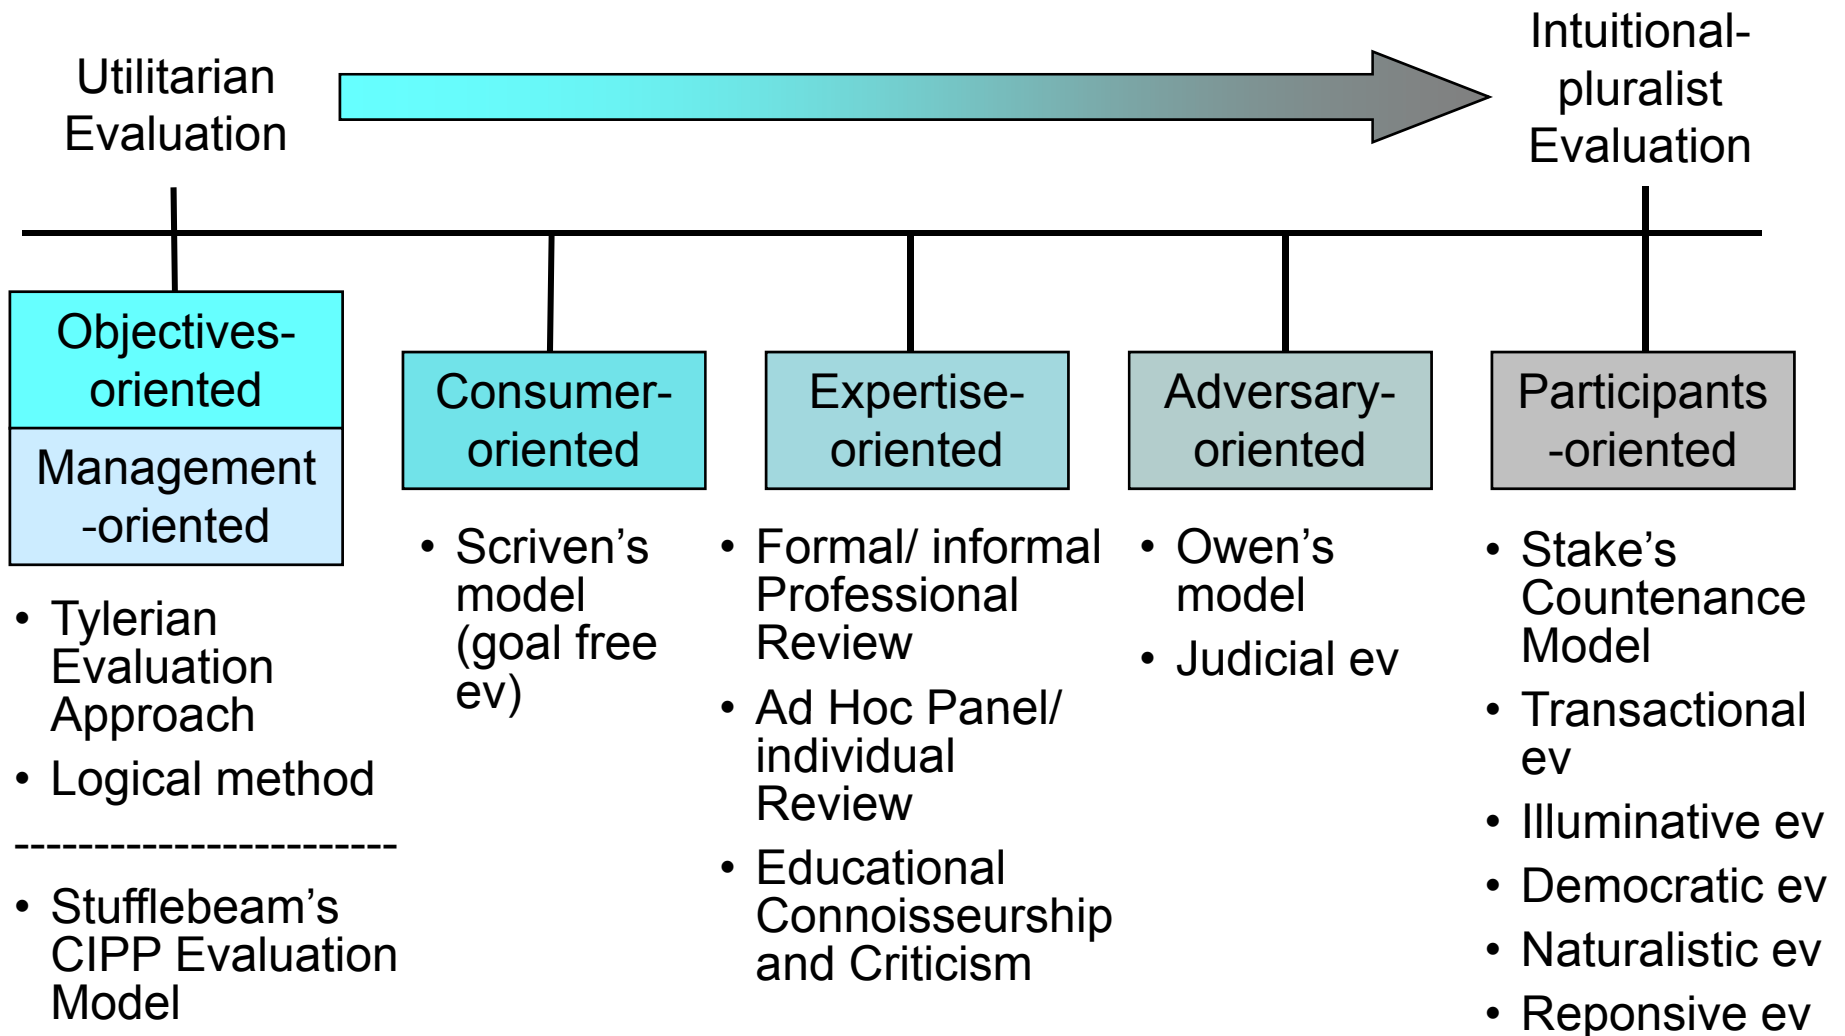 Utilitarian
Evaluation
Intuitional-
pluralist
Evaluation
Objectives-
oriented
Management
-oriented
• Tylerian
Evaluation
Approach
• Logical method
------------------------
• Stufflebeam’s
CIPP Evaluation
Model
Consumer-
oriented
• Scriven’s
model
(goal free
ev)
Expertise-
oriented
• Formal/ informal
Professional
Review
• Ad Hoc Panel/
individual
Review
• Educational
Connoisseurship
and Criticism
Adversary-
oriented
• Owen’s
model
• Judicial ev
Participants
-oriented
• Stake’s
Countenance
Model
• Transactional
ev
• Illuminative ev
• Democratic ev
• Naturalistic ev
• Reponsive ev